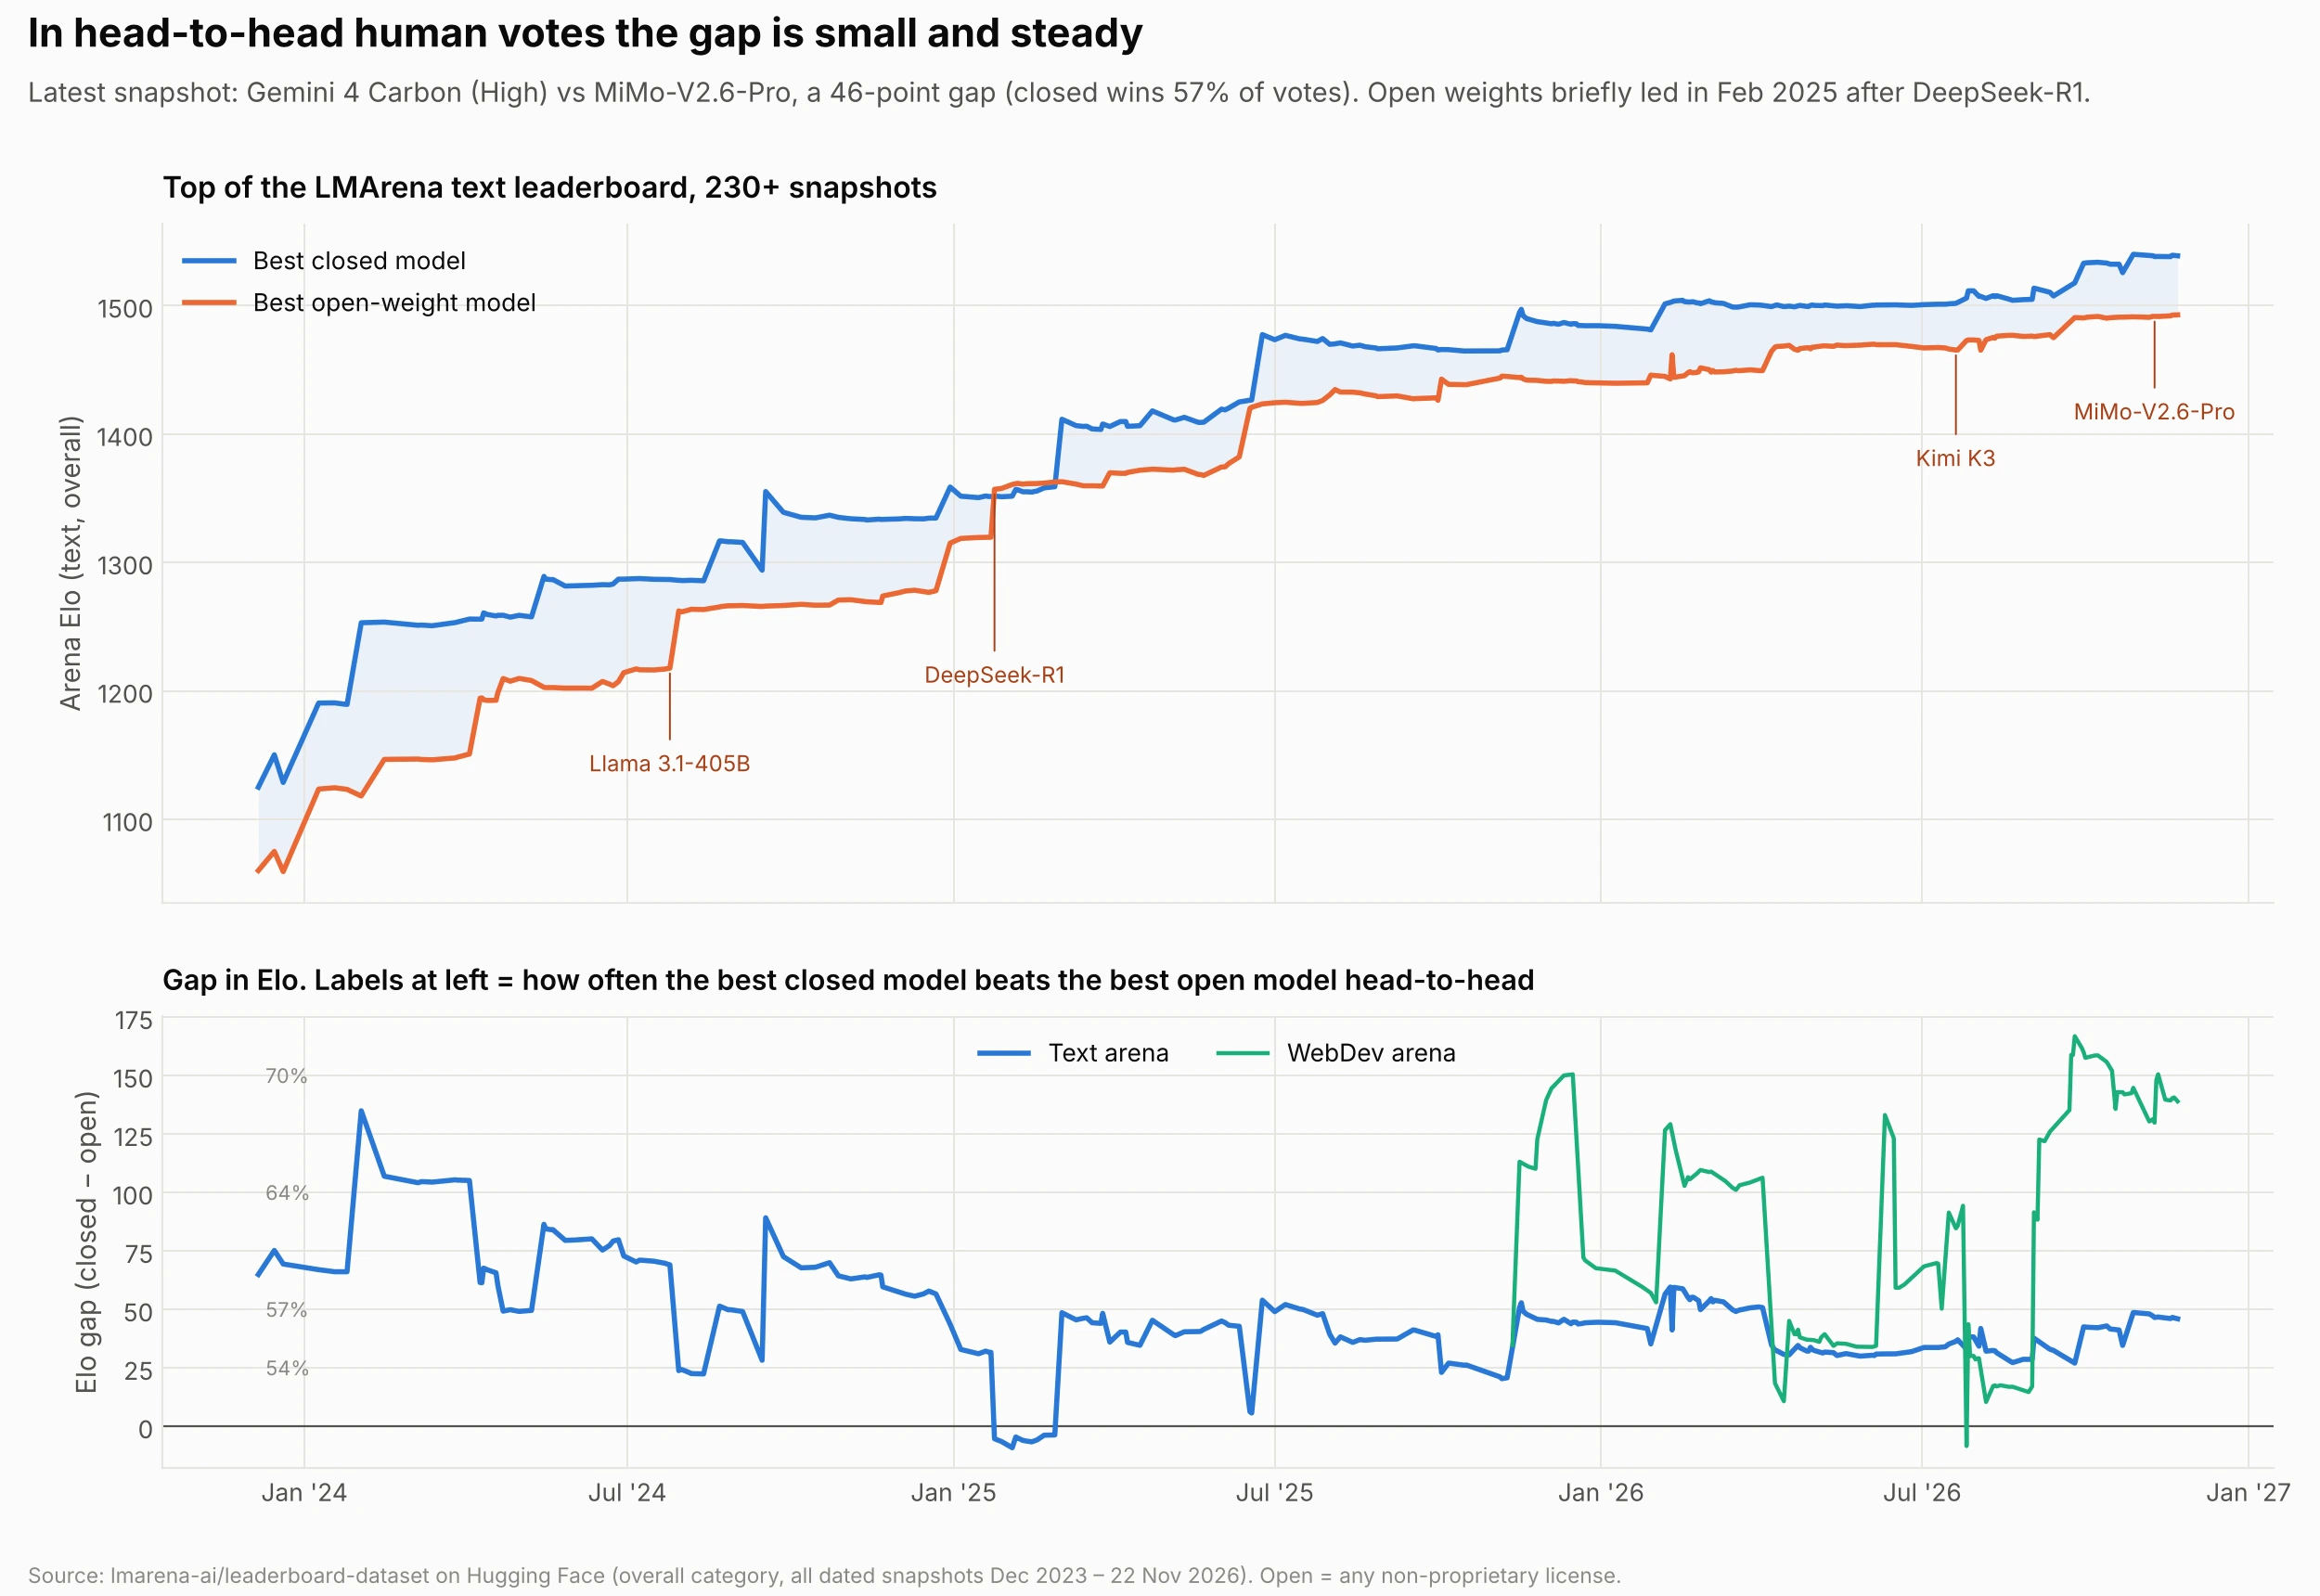 In head-to-head human votes the gap is small and steady
Latest snapshot: Gemini 4 Carbon (High) vs MiMo-V2.6-Pro, a 46-point gap (closed wins 57% of votes). Open weights briefly led in Feb 2025 after DeepSeek-R1.
Top of the LMArena text leaderboard, 230+ snapshots
Best closed model
Best open-weight model
Arena Elo (text, overall)
1500
1400
1300
1200
1100
MiMo-V2.6-Pro
Kimi K3
DeepSeek-R1
Llama 3.1-405B
Gap in Elo. Labels at left = how often the best closed model beats the best open model head-to-head
Text arena
WebDev arena
Elo gap (closed – open)
175
150
125
100
75
50
25
0
70%
64%
57%
54%
Jan '24
Jul '24
Jan '25
Jul '25
Jan '26
Jul '26
Jan '27
Source: lmarena-ai/leaderboard-dataset on Hugging Face (overall category, all dated snapshots Dec 2023 – 22 Nov 2026). Open = any non-proprietary license.